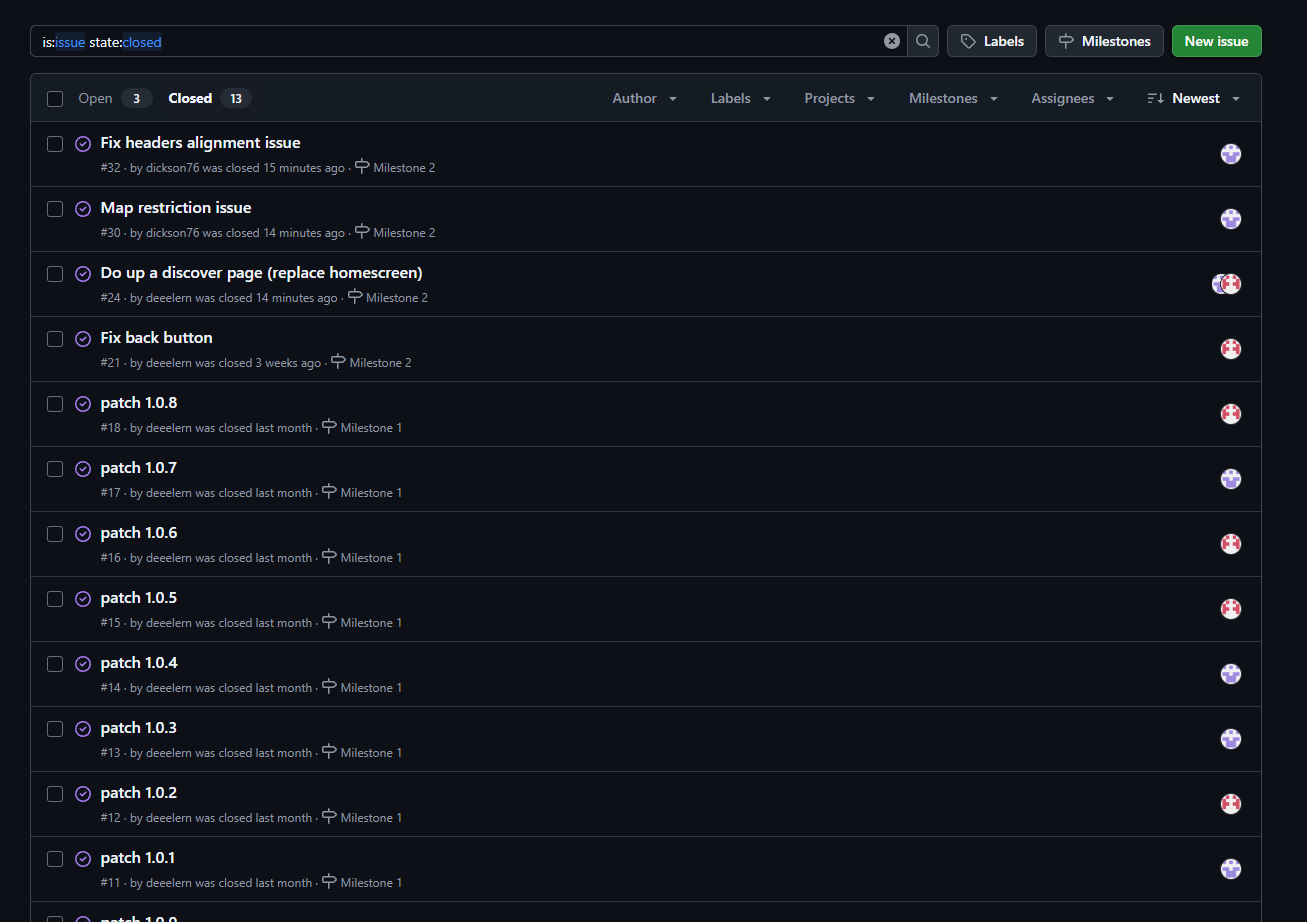 is:issue state:closed
Labels
Milestones
New issue
Open 3 Closed 13 Author Labels Projects Milestones Assignees Newest
Fix headers alignment issue
#32 · by dickson76 was closed 15 minutes ago · Milestone 2
Map restriction issue
#30 · by dickson76 was closed 14 minutes ago · Milestone 2
Do up a discover page (replace homescreen)
#24 · by deeelern was closed 14 minutes ago · Milestone 2
Fix back button
#21 · by deeelern was closed 3 weeks ago · Milestone 2
patch 1.0.8
#18 · by deeelern was closed last month · Milestone 1
patch 1.0.7
#17 · by deeelern was closed last month · Milestone 1
patch 1.0.6
#16 · by deeelern was closed last month · Milestone 1
patch 1.0.5
#15 · by deeelern was closed last month · Milestone 1
patch 1.0.4
#14 · by deeelern was closed last month · Milestone 1
patch 1.0.3
#13 · by deeelern was closed last month · Milestone 1
patch 1.0.2
#12 · by deeelern was closed last month · Milestone 1
patch 1.0.1
#11 · by deeelern was closed last month · Milestone 1
patch 1.0.0